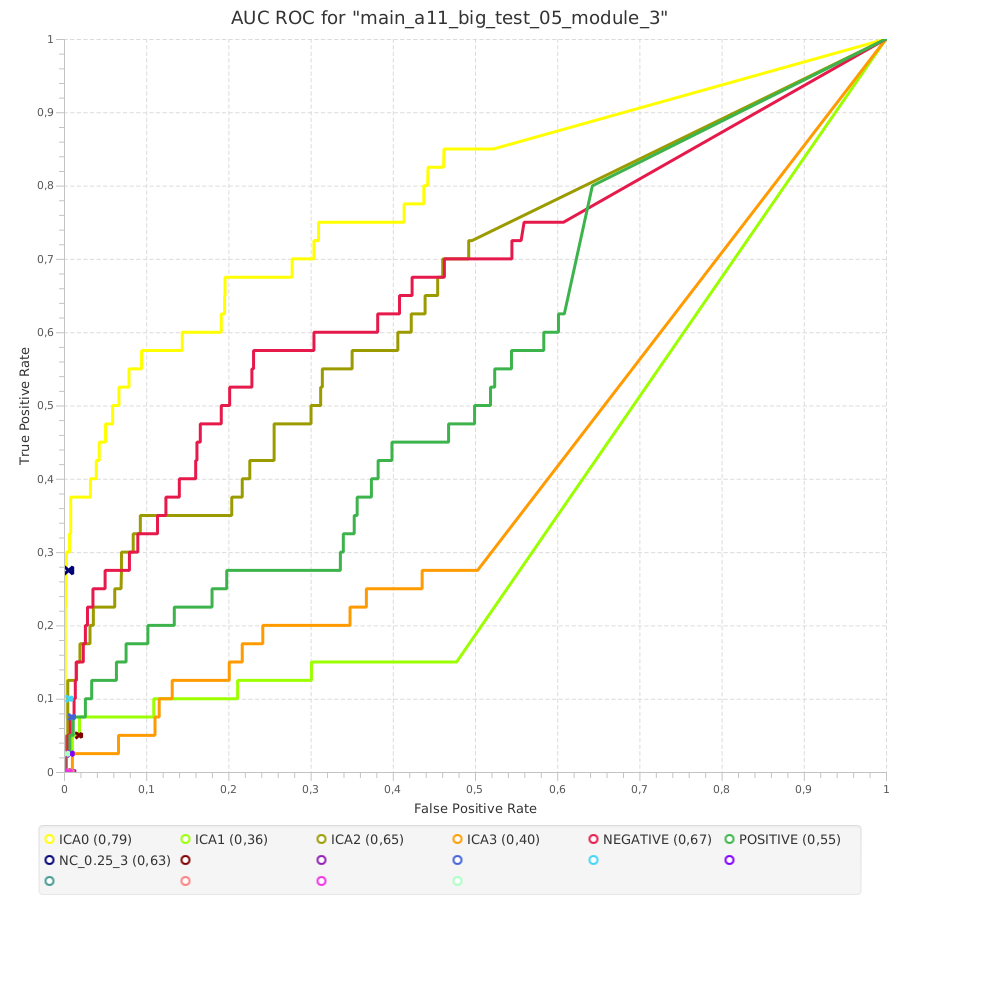 AUC ROC for "main_a11_big_test_05_module_3"
True Positive Rate
1
0,9
0,8
0,7
0,6
0,5
0,4
0,3
0,2
0,1
0
0 0,1 0,2 0,3 0,4 0,5 0,6 0,7 0,8 0,9 1
False Positive Rate
ICA0 (0,79) ICA1 (0,36) ICA2 (0,65) ICA3 (0,40) NEGATIVE (0,67) POSITIVE (0,55)
NC_0.25_3 (0,63)